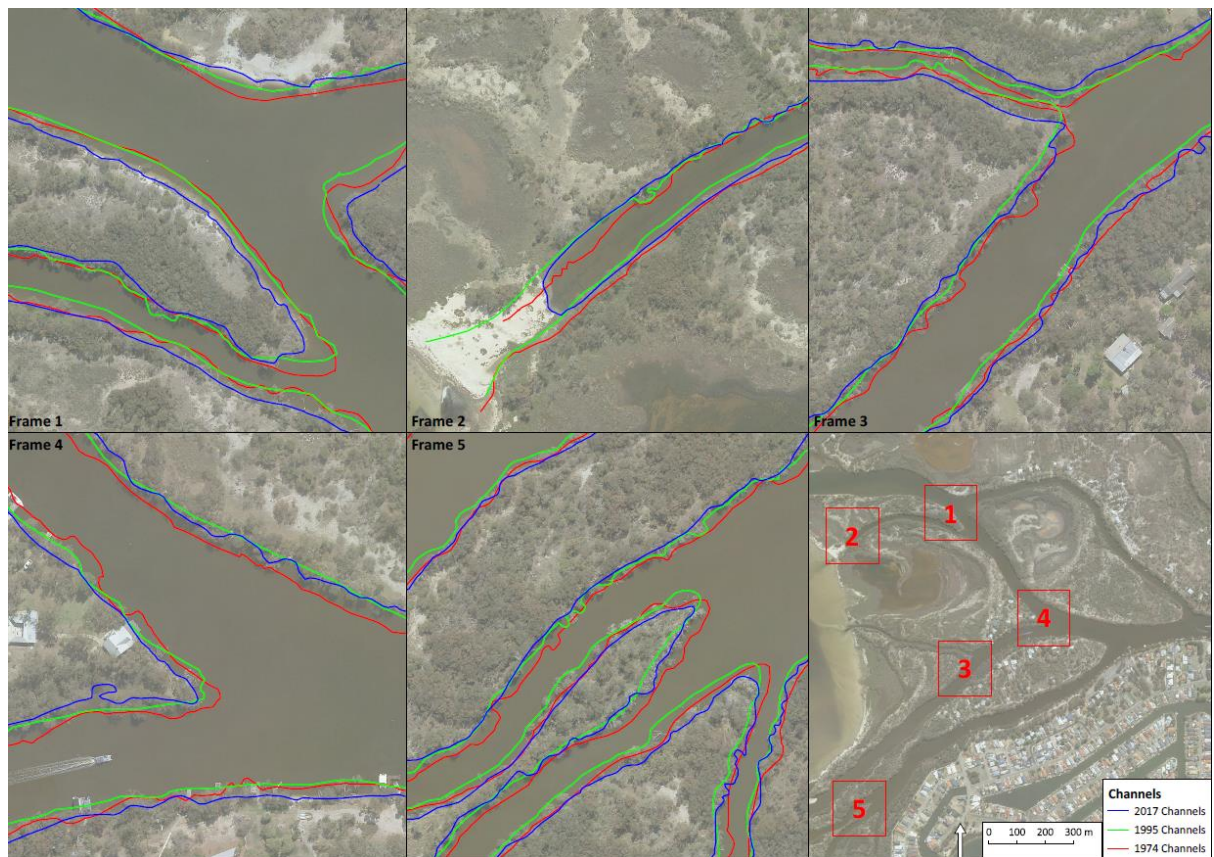 Frame 1
Frame 2
Frame 3
Frame 4
Frame 5
1
2
4
3
5
Channels
2017 Channels
1995 Channels
1974 Channels
0 100 200 300 m